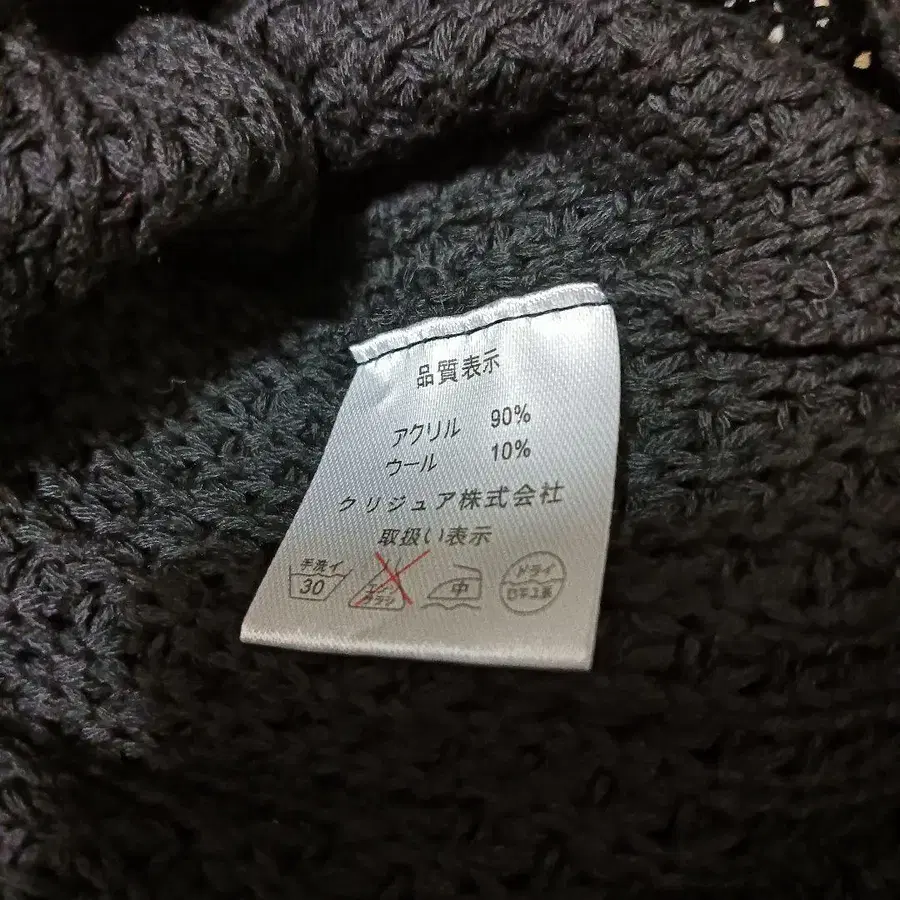 品質表示
アクリル 90%
ウール 10%
クリジュア株式会社
取扱い表示
手洗イ 30
中
ドライ